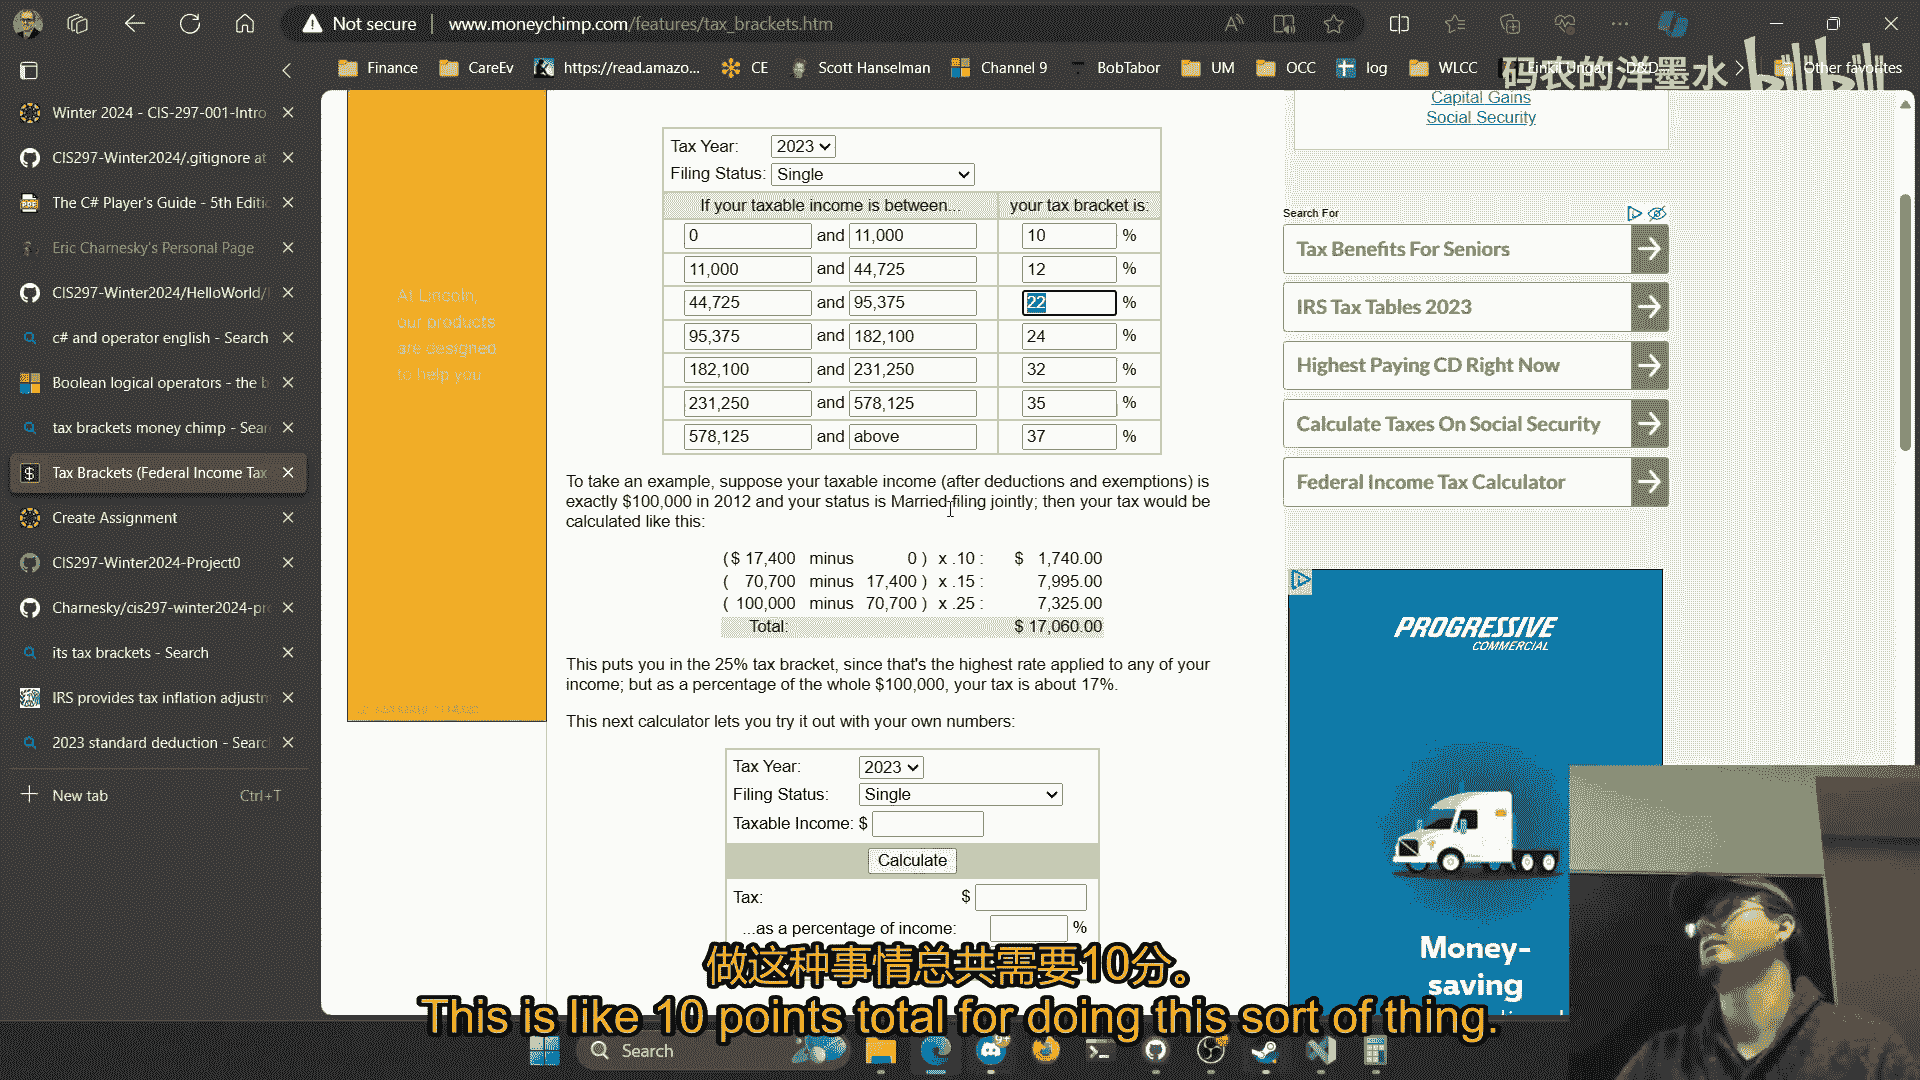 Not secure
www.moneychimp.com/features/tax_brackets.htm
Finance
CareEv
https://read.amazo...
CE
Scott Hanselman
Channel 9
BobTabor
UM
OCC
log
WLCC
Other favorites
码农的洋墨水
bilibili
Winter 2024 - CIS-297-001-Intro
CIS297-Winter2024/.gitignore at
The C# Player's Guide - 5th Editio
Eric Charnesky's Personal Page
CIS297-Winter2024/HelloWorld/
c# and operator english - Search
Boolean logical operators - the b
tax brackets money chimp - Sear
Tax Brackets (Federal Income Tax
Create Assignment
CIS297-Winter2024-Project0
Charnesky/cis297-winter2024-pr
its tax brackets - Search
IRS provides tax inflation adjustm
2023 standard deduction - Searc
New tab Ctrl+T
At Lincoln,
our products
are designed
to help you
Tax Year: 2023
Filing Status: Single
If your taxable income is between... your tax bracket is:
0 and 11,000 10 %
11,000 and 44,725 12 %
44,725 and 95,375 22 %
95,375 and 182,100 24 %
182,100 and 231,250 32 %
231,250 and 578,125 35 %
578,125 and above 37 %
To take an example, suppose your taxable income (after deductions and exemptions) is
exactly $100,000 in 2012 and your status is Married filing jointly; then your tax would be
calculated like this:
($ 17,400 minus 0 ) x .10 : $ 1,740.00
( 70,700 minus 17,400 ) x .15 : 7,995.00
( 100,000 minus 70,700 ) x .25 : 7,325.00
Total: $ 17,060.00
This puts you in the 25% tax bracket, since that's the highest rate applied to any of your
income; but as a percentage of the whole $100,000, your tax is about 17%.
This next calculator lets you try it out with your own numbers:
Tax Year: 2023
Filing Status: Single
Taxable Income: $
Calculate
Tax: $
...as a percentage of income: %
Capital Gains
Social Security
Search For
Tax Benefits For Seniors
IRS Tax Tables 2023
Highest Paying CD Right Now
Calculate Taxes On Social Security
Federal Income Tax Calculator
PROGRESSIVE
COMMERCIAL
Money-
saving
做这种事情总共需要10分。
This is like 10 points total for doing this sort of thing.
Search